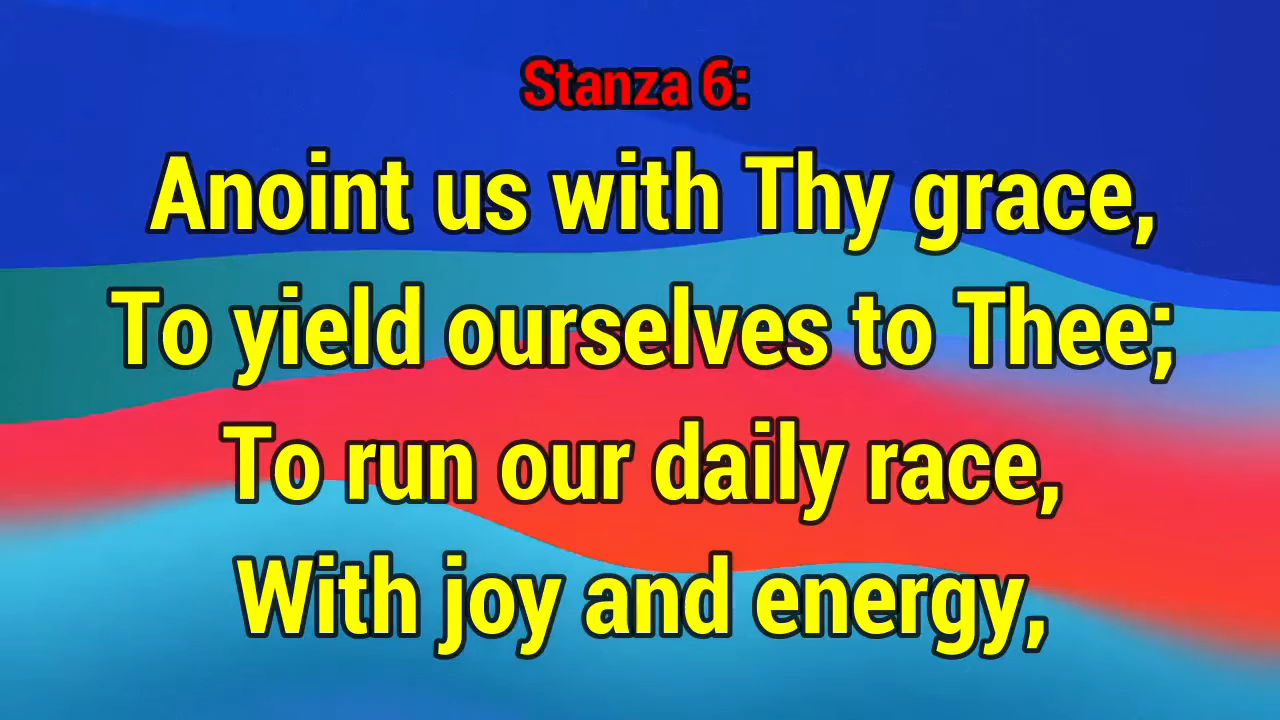 Stanza 6:
Anoint us with Thy grace,
To yield ourselves to Thee;
To run our daily race,
With joy and energy,